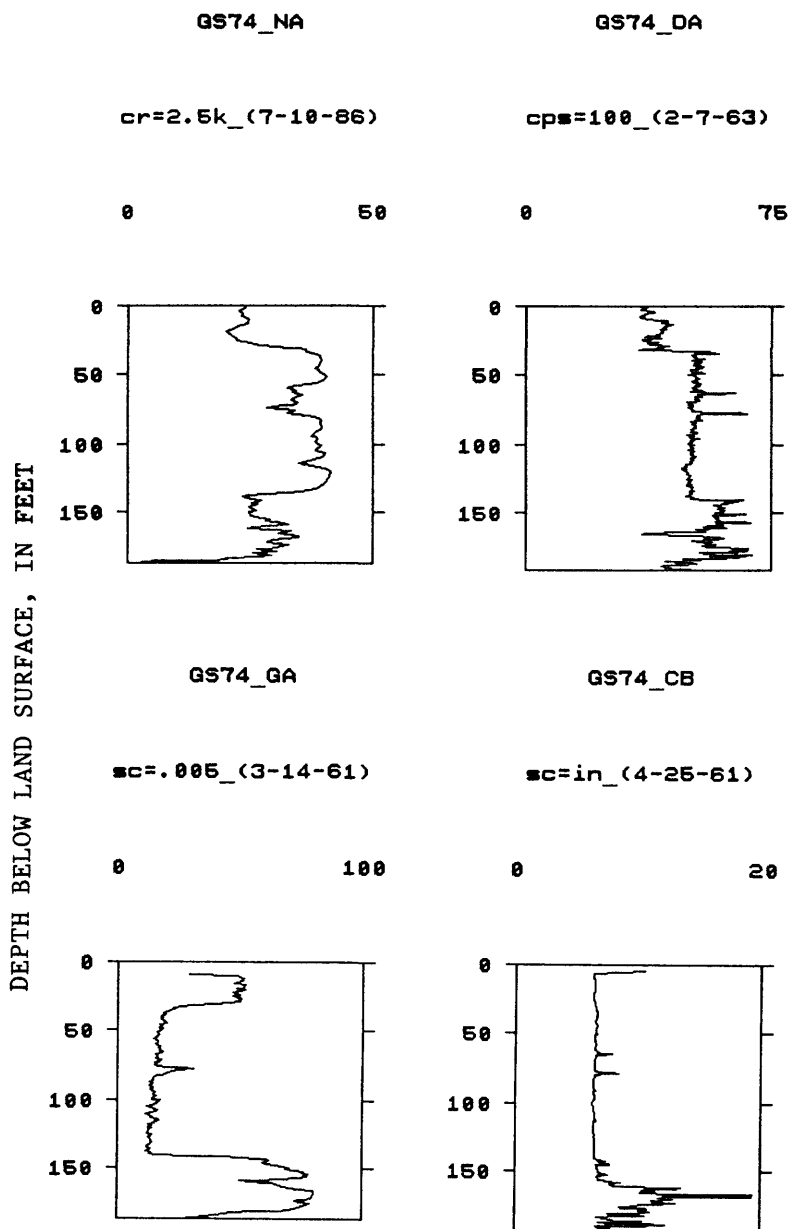 GS74_NA
cr=2.5k_(7-10-86)
0 50
0
50
100
150
GS74_DA
cps=100_(2-7-63)
0 75
0
50
100
150
DEPTH BELOW LAND SURFACE, IN FEET
GS74_GA
sc=.005_(3-14-61)
0 100
0
50
100
150
GS74_CB
sc=in_(4-25-61)
0 20
0
50
100
150